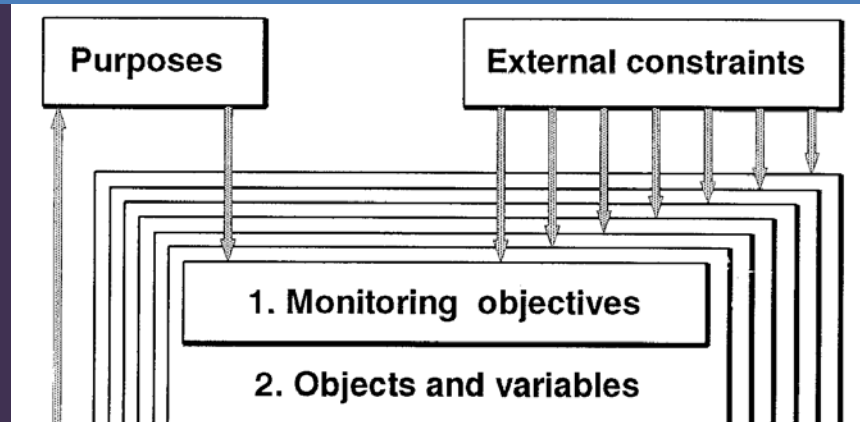 Purposes
External constraints
1. Monitoring objectives
2. Objects and variables